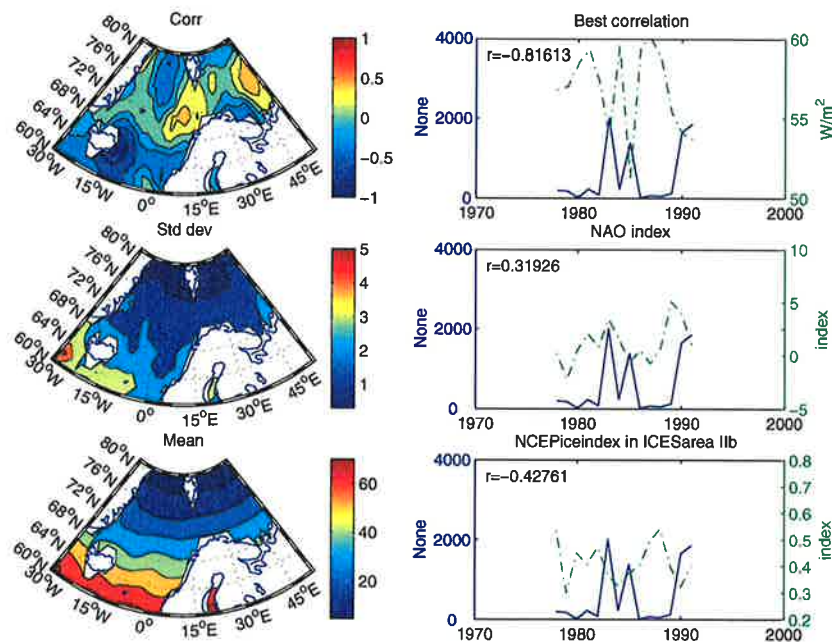 Corr
80°N
76°N
72°N
68°N
64°N
60°N
30°W
15°W
0°
15°E
30°E
45°E
1
0.5
0
−0.5
−1
Best correlation
r=−0.81613
4000
2000
0
None
60
55
50
W/m²
1970
1980
1990
2000
Std dev
80°N
76°N
72°N
68°N
64°N
60°N
30°W
15°W
0°
15°E
30°E
45°E
5
4
3
2
1
NAO index
r=0.31926
4000
2000
0
None
10
5
0
−5
index
1970
1980
1990
2000
Mean
80°N
76°N
72°N
68°N
64°N
60°N
30°W
15°W
0°
15°E
30°E
45°E
60
40
20
NCEPiceindex in ICESarea IIb
r=−0.42761
4000
2000
0
None
0.8
0.7
0.6
0.5
0.4
0.3
0.2
index
1970
1980
1990
2000